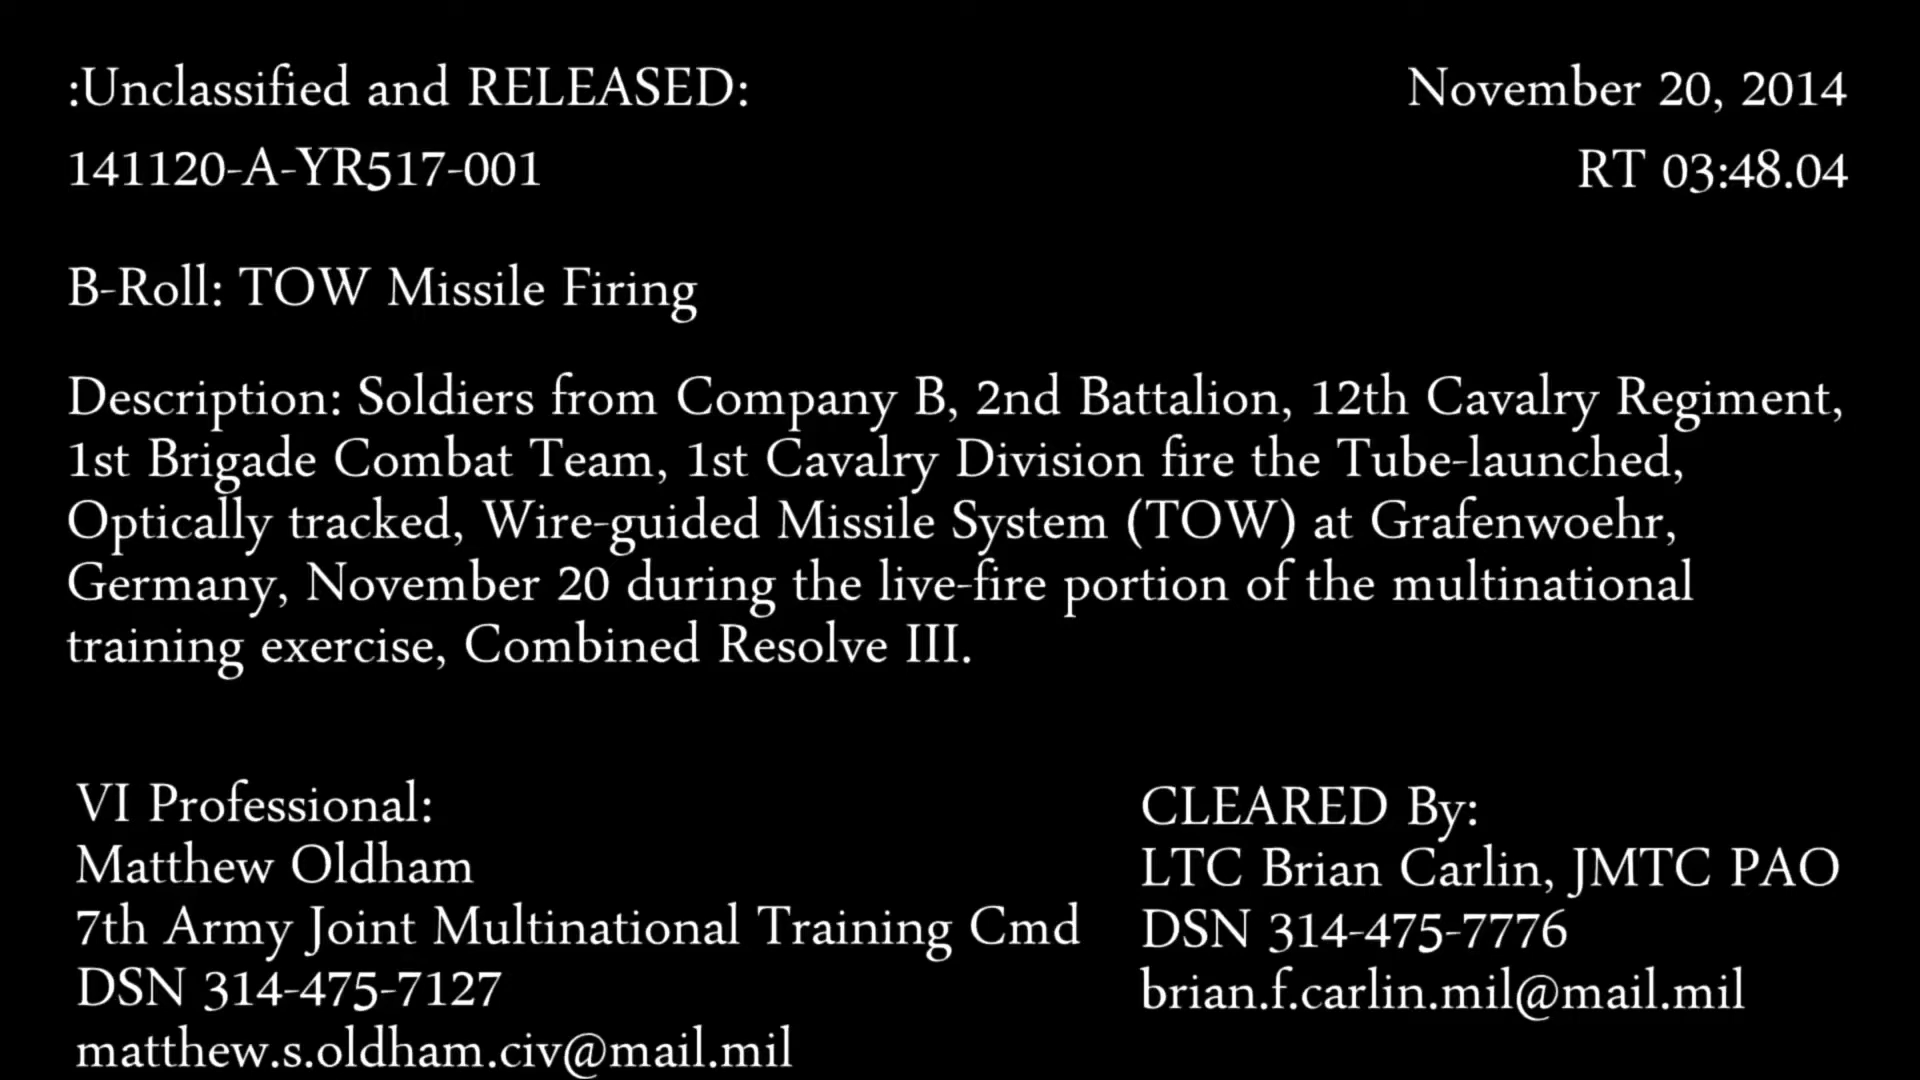 :Unclassified and RELEASED:
November 20, 2014
141120-A-YR517-001
RT 03:48.04
B-Roll: TOW Missile Firing
Description: Soldiers from Company B, 2nd Battalion, 12th Cavalry Regiment,
1st Brigade Combat Team, 1st Cavalry Division fire the Tube-launched,
Optically tracked, Wire-guided Missile System (TOW) at Grafenwoehr,
Germany, November 20 during the live-fire portion of the multinational
training exercise, Combined Resolve III.
VI Professional:
Matthew Oldham
7th Army Joint Multinational Training Cmd
DSN 314-475-7127
matthew.s.oldham.civ@mail.mil
CLEARED By:
LTC Brian Carlin, JMTC PAO
DSN 314-475-7776
brian.f.carlin.mil@mail.mil